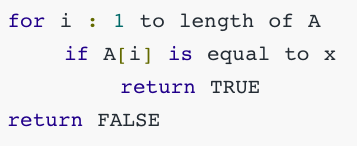 for i : 1 to length of A
if A[i] is equal to x
return TRUE
return FALSE